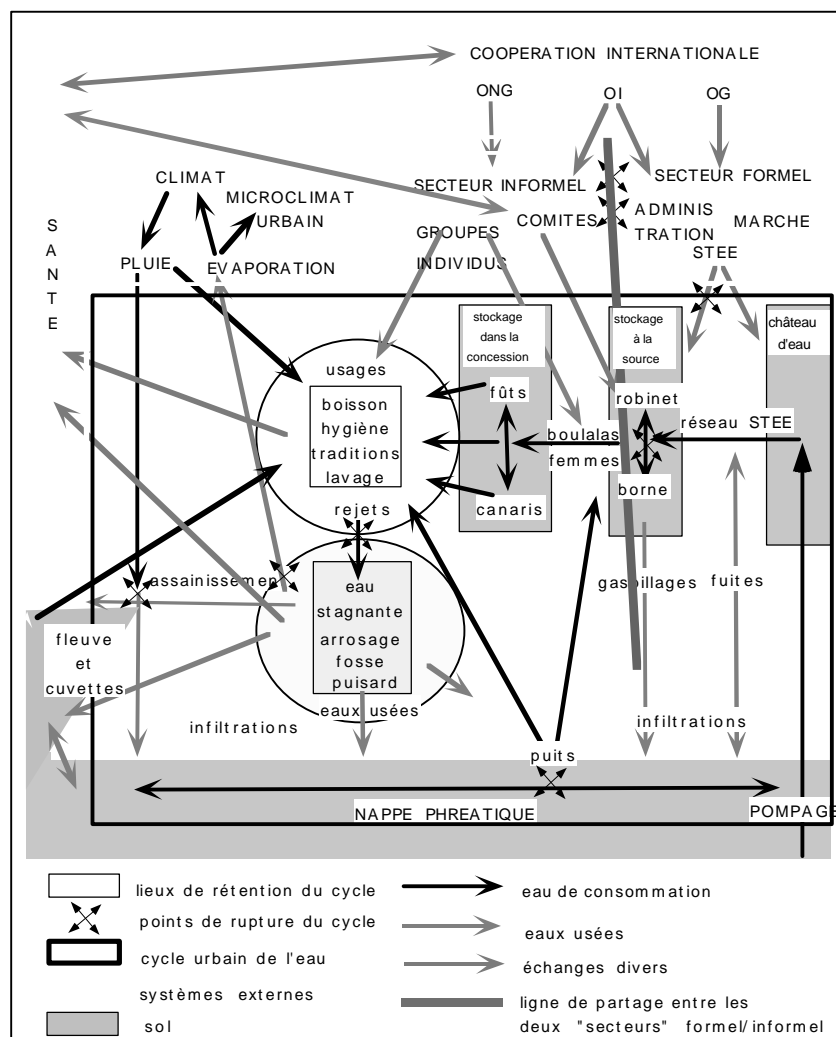 COOPERATION INTERNATIONALE
ONG
OI
OG
CLIMAT
SECTEUR INFORMEL
SECTEUR FORMEL
MICROCLIMAT
URBAIN
COMITES
ADMINIS
TRATION
MARCHE
STEE
SANTE
GROUPES
INDIVIDUS
PLUIE
EVAPORATION
stockage
dans la
concession
stockage
à la
source
château
d'eau
usages
boisson
hygiène
traditions
lavage
fûts
canaris
boulalas
femmes
robinet
borne
réseau STEE
rejets
assainissemen
eau
stagnante
arrosage
fosse
puisard
eaux usées
gaspillages
fuites
fleuve
et
cuvettes
infiltrations
infiltrations
puits
NAPPE PHREATIQUE
POMPAGE
lieux de rétention du cycle
points de rupture du cycle
cycle urbain de l'eau
systèmes externes
sol
eau de consommation
eaux usées
échanges divers
ligne de partage entre les
deux "secteurs" formel/informel